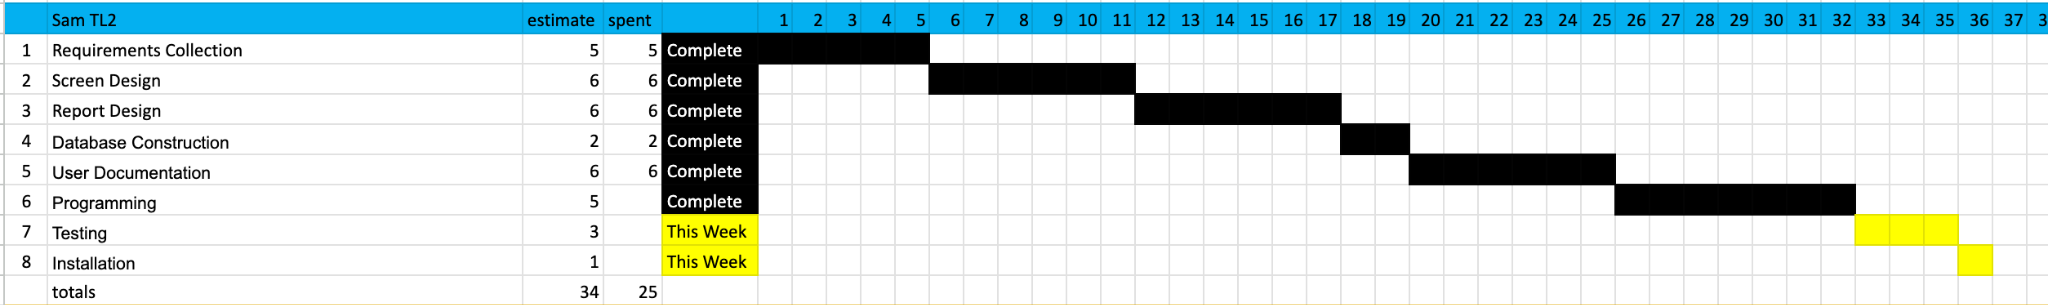 Sam TL2 estimate spent 1 2 3 4 5 6 7 8 9 10 11 12 13 14 15 16 17 18 19 20 21 22 23 24 25 26 27 28 29 30 31 32 33 34 35 36 37 3
1 Requirements Collection 5 5 Complete
2 Screen Design 6 6 Complete
3 Report Design 6 6 Complete
4 Database Construction 2 2 Complete
5 User Documentation 6 6 Complete
6 Programming 5 Complete
7 Testing 3 This Week
8 Installation 1 This Week
totals 34 25